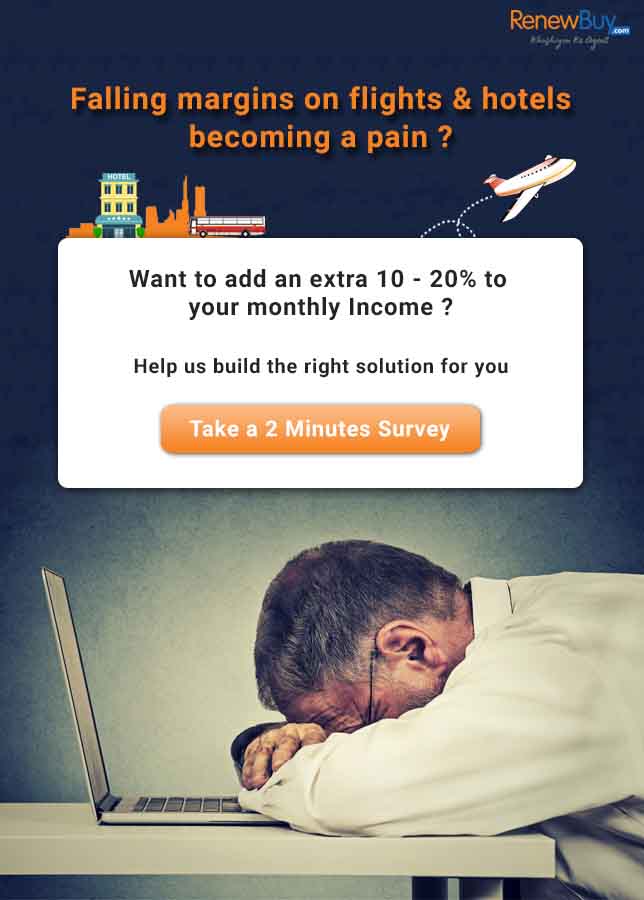 RenewBuy.com
Falling margins on flights & hotels
becoming a pain ?
HOTEL
Want to add an extra 10 - 20% to
your monthly Income ?
Help us build the right solution for you
Take a 2 Minutes Survey